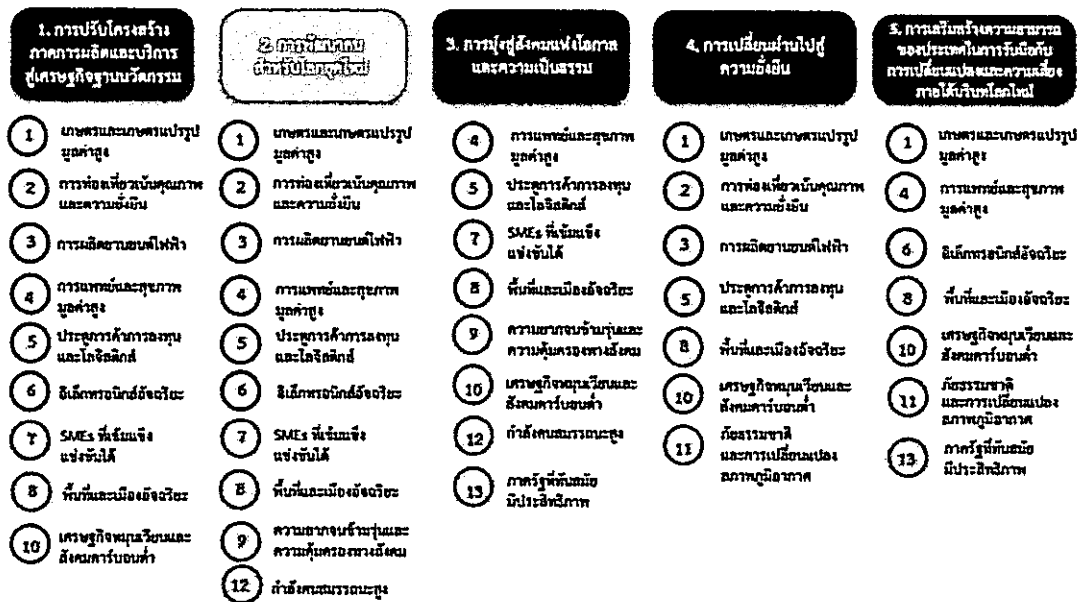 1. การปรับโครงสร้าง
ภาคการผลิตและบริการ
สู่เศรษฐกิจฐานนวัตกรรม
1 เกษตรและเกษตรแปรรูป
มูลค่าสูง
2 การท่องเที่ยวเน้นคุณภาพ
และความยั่งยืน
3 การผลิตยานยนต์ไฟฟ้า
4 การแพทย์และสุขภาพ
มูลค่าสูง
5 ประตูการค้าการลงทุน
และโลจิสติกส์
6 อิเล็กทรอนิกส์อัจฉริยะ
7 SMEs ที่เข้มแข็ง
แข่งขันได้
8 พื้นที่และเมืองอัจฉริยะ
10 เศรษฐกิจหมุนเวียนและ
สังคมคาร์บอนต่ำ
2. การพัฒนาคน
สำหรับโลกยุคใหม่
1 เกษตรและเกษตรแปรรูป
มูลค่าสูง
2 การท่องเที่ยวเน้นคุณภาพ
และความยั่งยืน
3 การผลิตยานยนต์ไฟฟ้า
4 การแพทย์และสุขภาพ
มูลค่าสูง
5 ประตูการค้าการลงทุน
และโลจิสติกส์
6 อิเล็กทรอนิกส์อัจฉริยะ
7 SMEs ที่เข้มแข็ง
แข่งขันได้
8 พื้นที่และเมืองอัจฉริยะ
9 ความยากจนข้ามรุ่นและ
ความคุ้มครองทางสังคม
12 กำลังคนสมรรถนะสูง
3. การมุ่งสู่สังคมแห่งโอกาส
และความเป็นธรรม
4 การแพทย์และสุขภาพ
มูลค่าสูง
5 ประตูการค้าการลงทุน
และโลจิสติกส์
7 SMEs ที่เข้มแข็ง
แข่งขันได้
8 พื้นที่และเมืองอัจฉริยะ
9 ความยากจนข้ามรุ่นและ
ความคุ้มครองทางสังคม
10 เศรษฐกิจหมุนเวียนและ
สังคมคาร์บอนต่ำ
12 กำลังคนสมรรถนะสูง
13 ภาครัฐที่ทันสมัย
มีประสิทธิภาพ
4. การเปลี่ยนผ่านไปสู่
ความยั่งยืน
1 เกษตรและเกษตรแปรรูป
มูลค่าสูง
2 การท่องเที่ยวเน้นคุณภาพ
และความยั่งยืน
3 การผลิตยานยนต์ไฟฟ้า
5 ประตูการค้าการลงทุน
และโลจิสติกส์
8 พื้นที่และเมืองอัจฉริยะ
10 เศรษฐกิจหมุนเวียนและ
สังคมคาร์บอนต่ำ
11 ภัยธรรมชาติ
และการเปลี่ยนแปลง
สภาพภูมิอากาศ
5. การเสริมสร้างความสามารถ
ของประเทศในการรับมือกับ
การเปลี่ยนแปลงและความเสี่ยง
ภายใต้บริบทโลกใหม่
1 เกษตรและเกษตรแปรรูป
มูลค่าสูง
4 การแพทย์และสุขภาพ
มูลค่าสูง
6 อิเล็กทรอนิกส์อัจฉริยะ
8 พื้นที่และเมืองอัจฉริยะ
10 เศรษฐกิจหมุนเวียนและ
สังคมคาร์บอนต่ำ
11 ภัยธรรมชาติ
และการเปลี่ยนแปลง
สภาพภูมิอากาศ
13 ภาครัฐที่ทันสมัย
มีประสิทธิภาพ